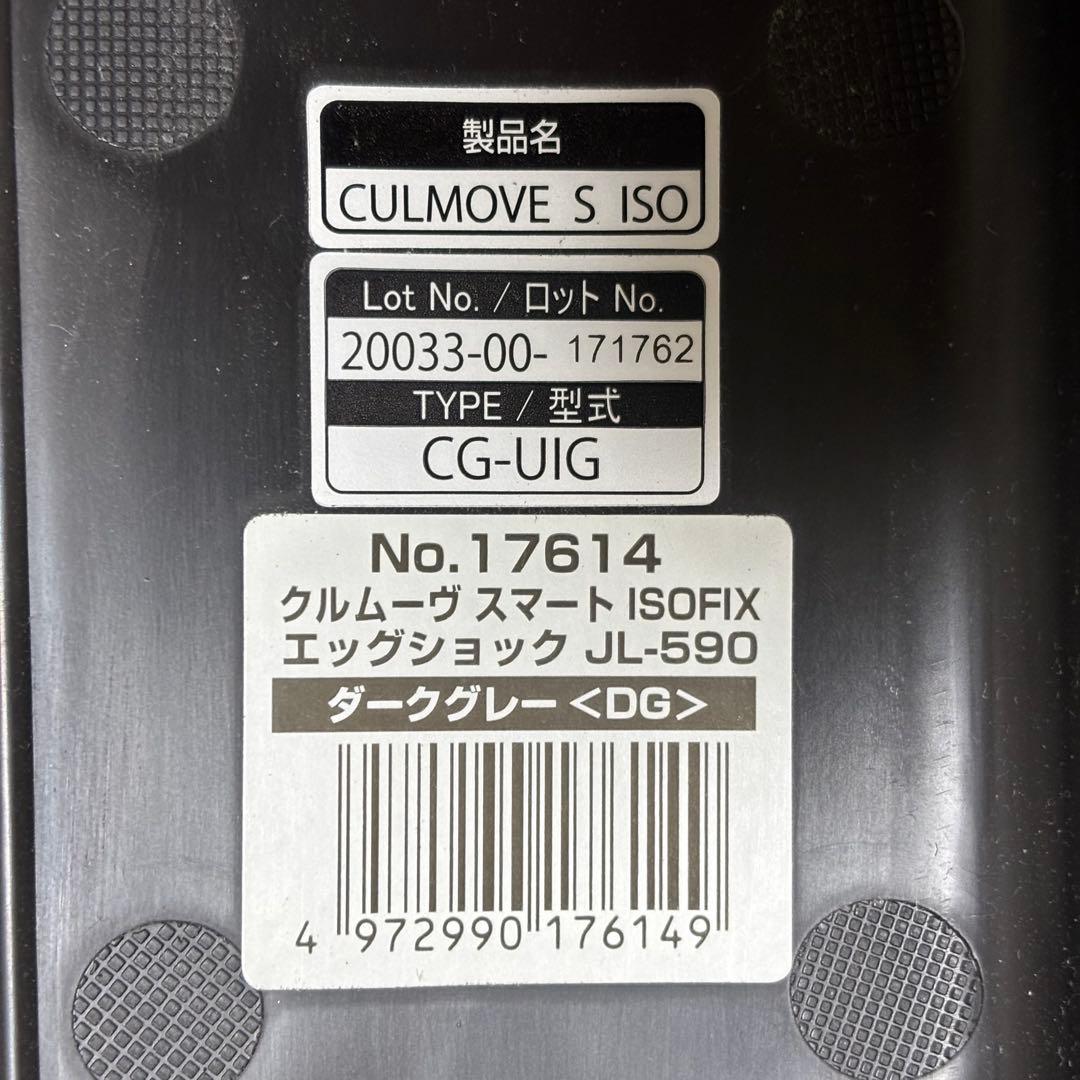 製品名
CULMOVE S ISO
Lot No. / ロット No.
20033-00- 171762
TYPE / 型式
CG-UIG
No.17614
クルムーヴ スマート ISOFIX
エッグショック JL-590
ダークグレー <DG>
4 972990 176149